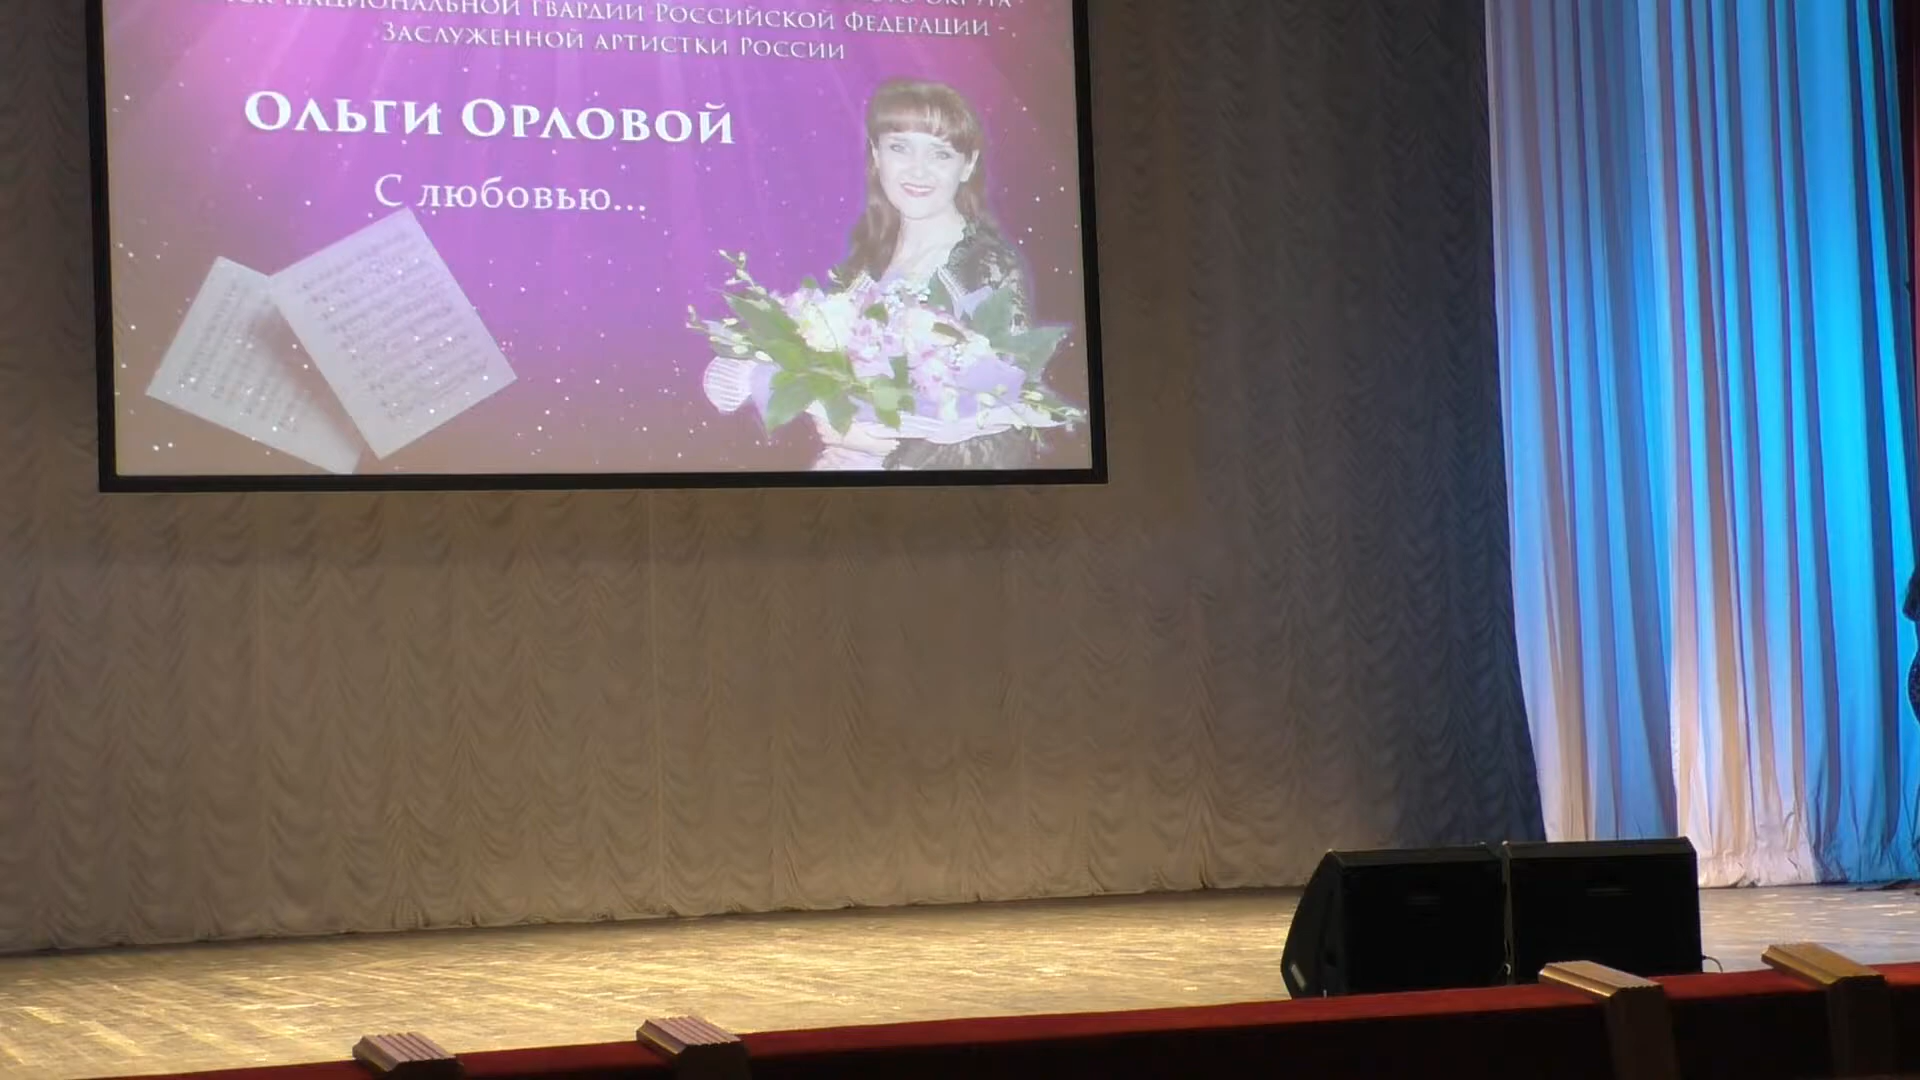 национальной гвардии Российской Федерации -
Заслуженной артистки России
Ольги Орловой
С любовью...